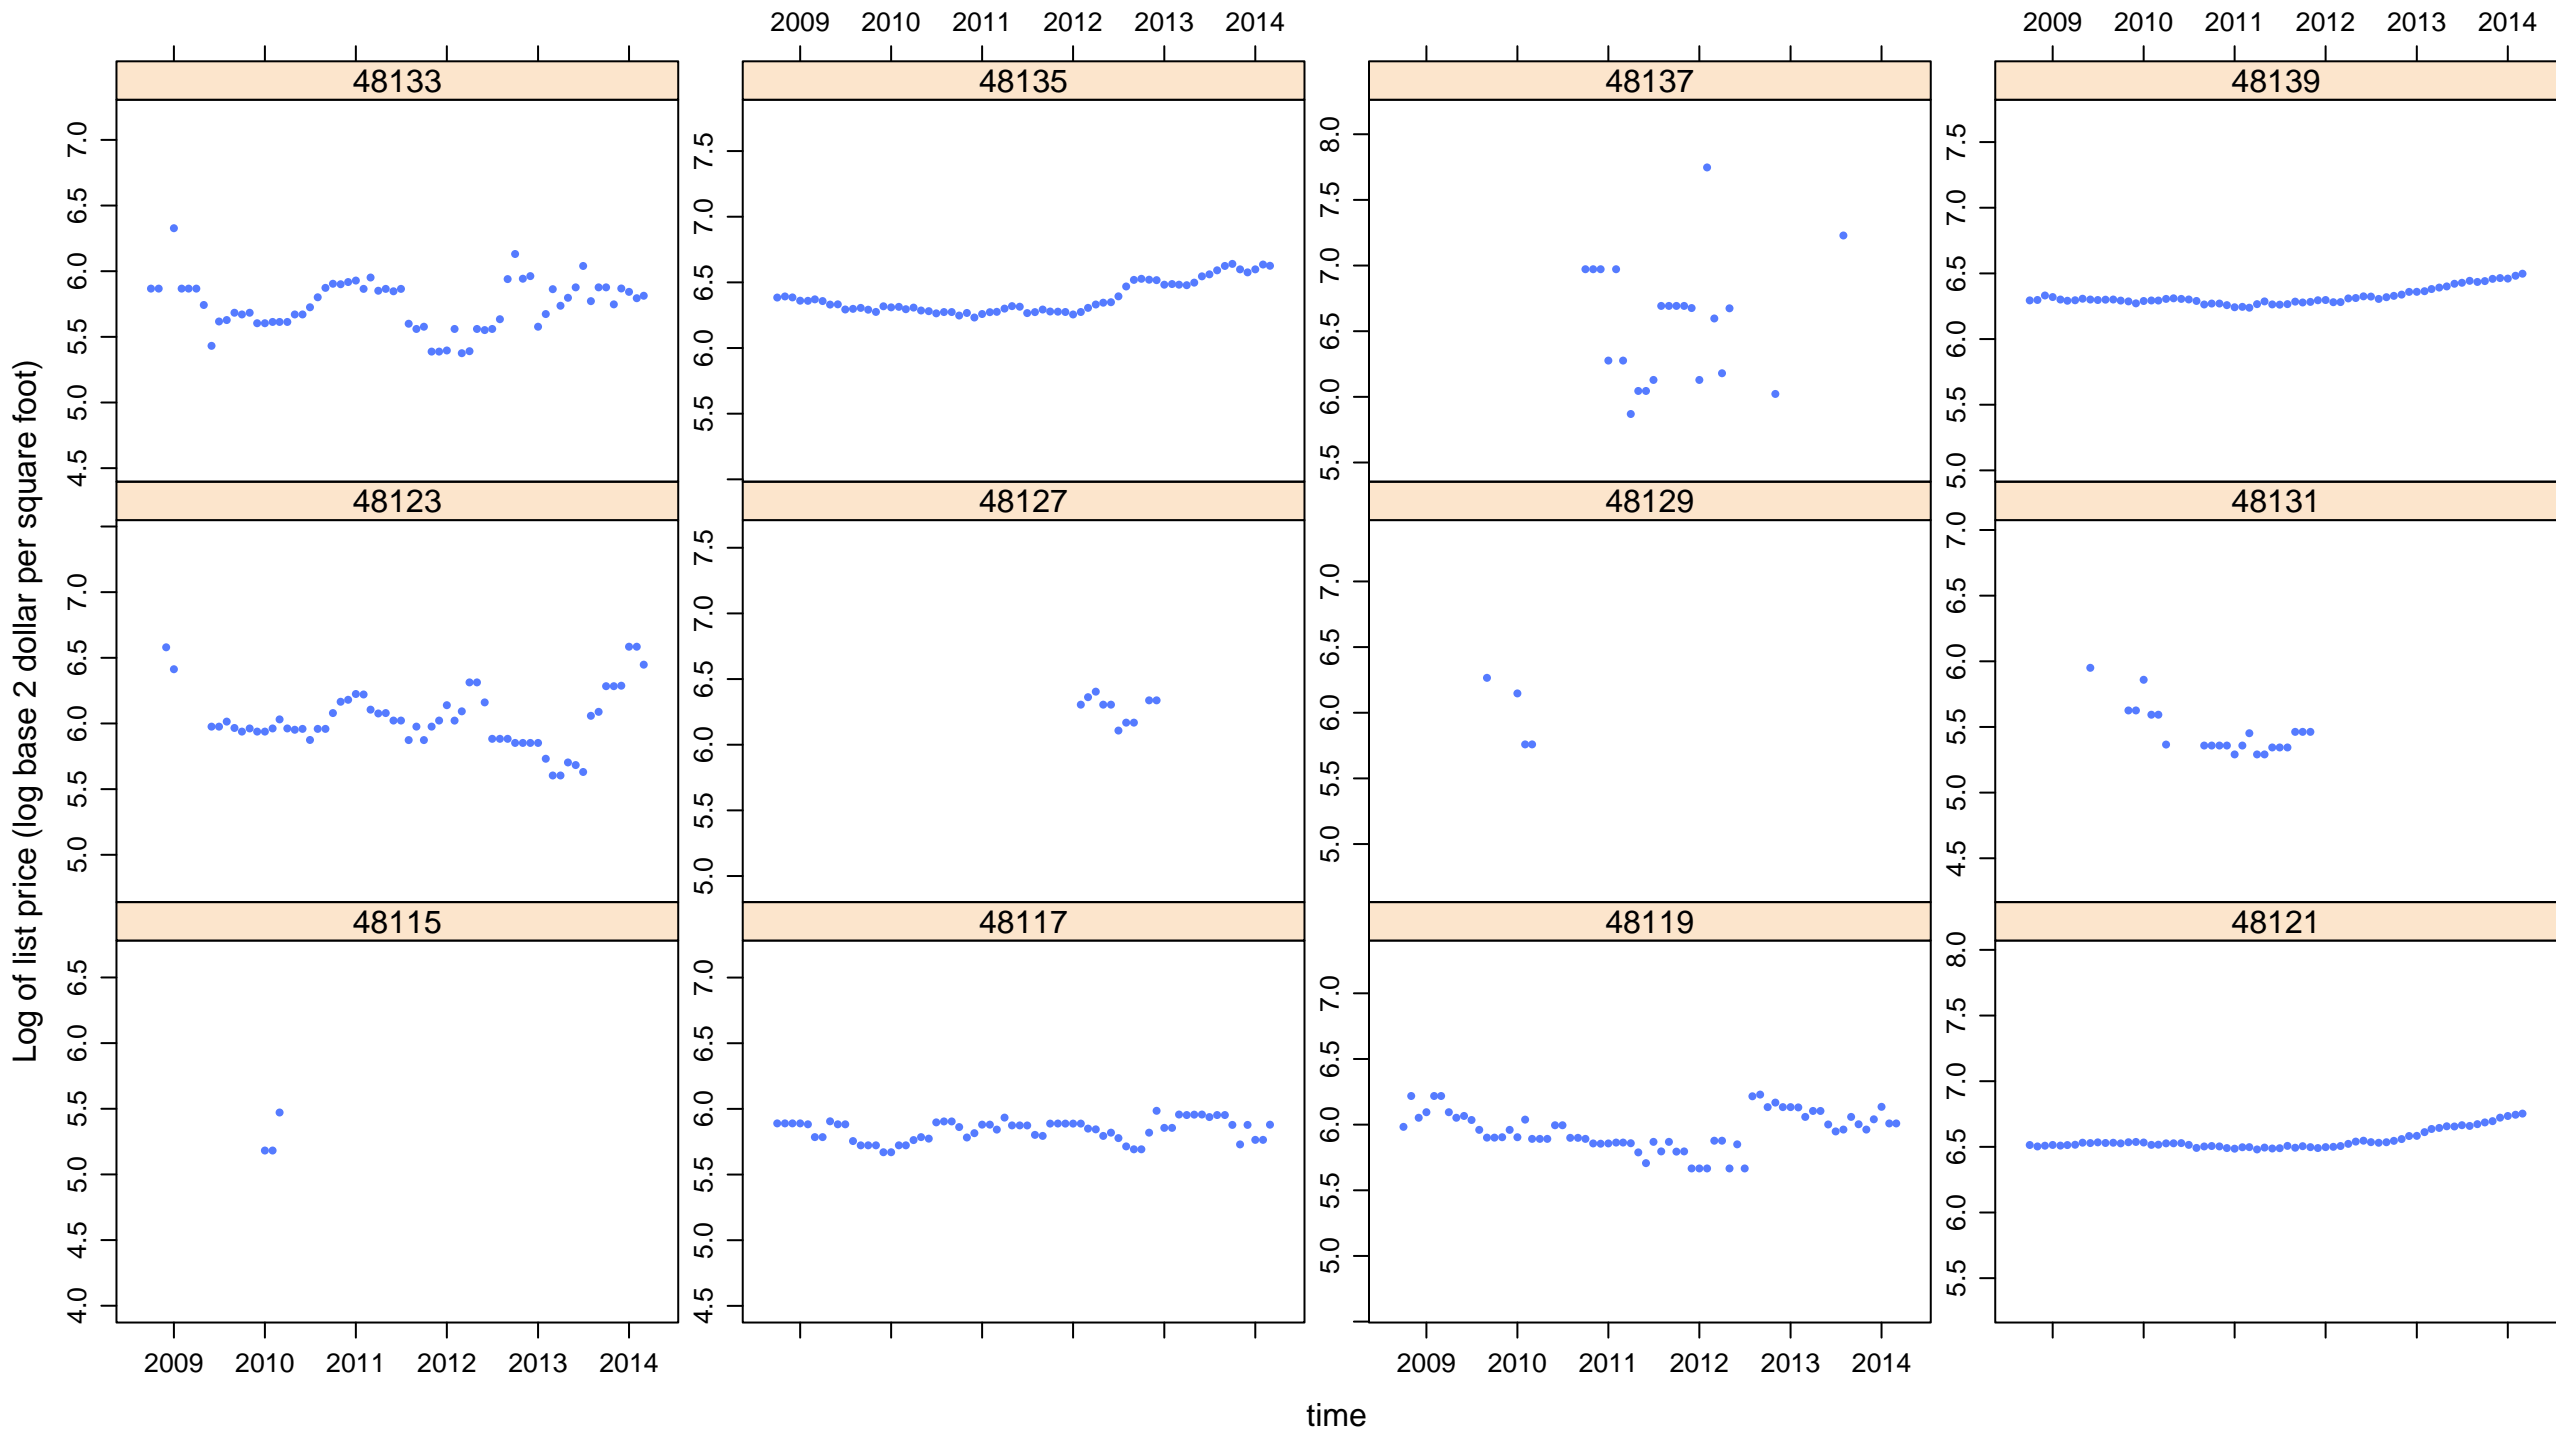 2009 2010 2011 2012 2013 2014 2009 2010 2011 2012 2013 2014
48133 48135 48137 48139
7.0 6.5 6.0 5.5 5.0 4.5
7.5 7.0 6.5 6.0 5.5
8.0 7.5 7.0 6.5 6.0 5.5
7.5 7.0 6.5 6.0 5.5 5.0
Log of list price (log base 2 dollar per square foot)
48123 48127 48129 48131
7.0 6.5 6.0 5.5 5.0
7.5 7.0 6.5 6.0 5.5 5.0
7.0 6.5 6.0 5.5 5.0
7.0 6.5 6.0 5.5 5.0 4.5
48115 48117 48119 48121
6.5 6.0 5.5 5.0 4.5 4.0
7.0 6.5 6.0 5.5 5.0 4.5
7.0 6.5 6.0 5.5 5.0
8.0 7.5 7.0 6.5 6.0 5.5
2009 2010 2011 2012 2013 2014 2009 2010 2011 2012 2013 2014
time